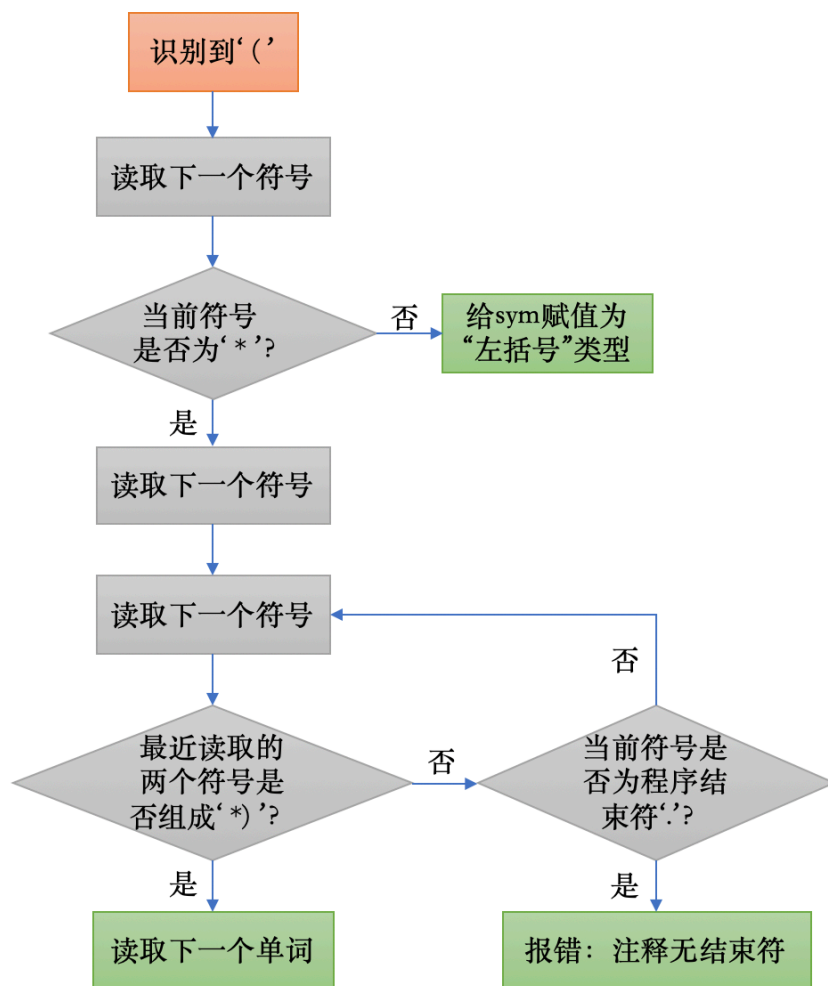 识别到‘(’
读取下一个符号
当前符号
是否为‘*’?
否
给sym赋值为
“左括号”类型
是
读取下一个符号
读取下一个符号
否
最近读取的
两个符号是
否组成‘*)’?
否
当前符号是
否为程序结
束符‘.’?
是
是
读取下一个单词
报错：注释无结束符